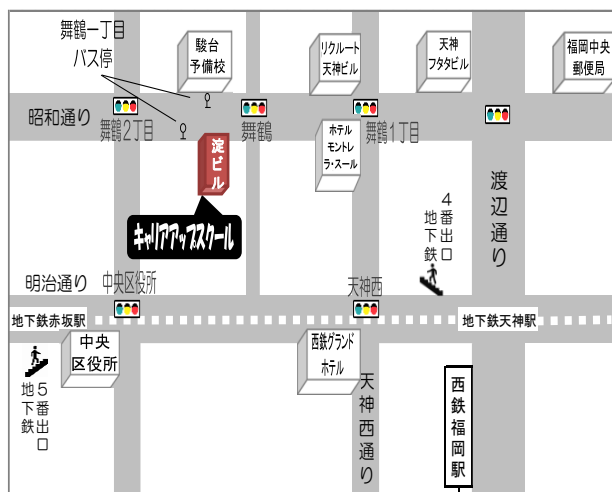 舞鶴一丁目
バス停
駿台
予備校
リクルート
天神ビル
天神
フタタビル
福岡中央
郵便局
昭和通り
舞鶴2丁目
舞鶴
舞鶴1丁目
淀ビル
ホテル
モントレ
ラ・スール
キャリアアップスクール
渡辺通り
4番出口
地下鉄
明治通り
中央区役所
天神西
地下鉄赤坂駅
地下鉄天神駅
中央
区役所
西鉄グランド
ホテル
5番出口
地下鉄
天神西通り
西鉄福岡駅